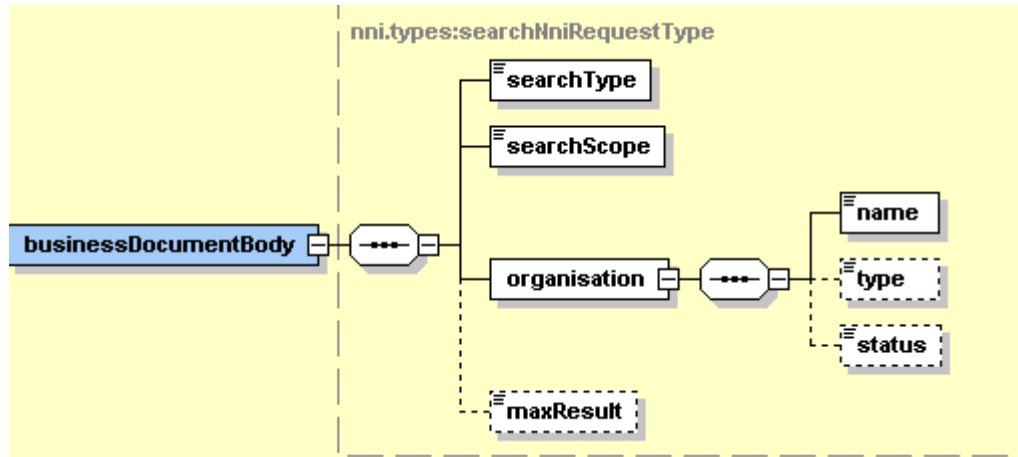 nni.types:searchNniRequestType
searchType
searchScope
businessDocumentBody
organisation
name
type
status
maxResult